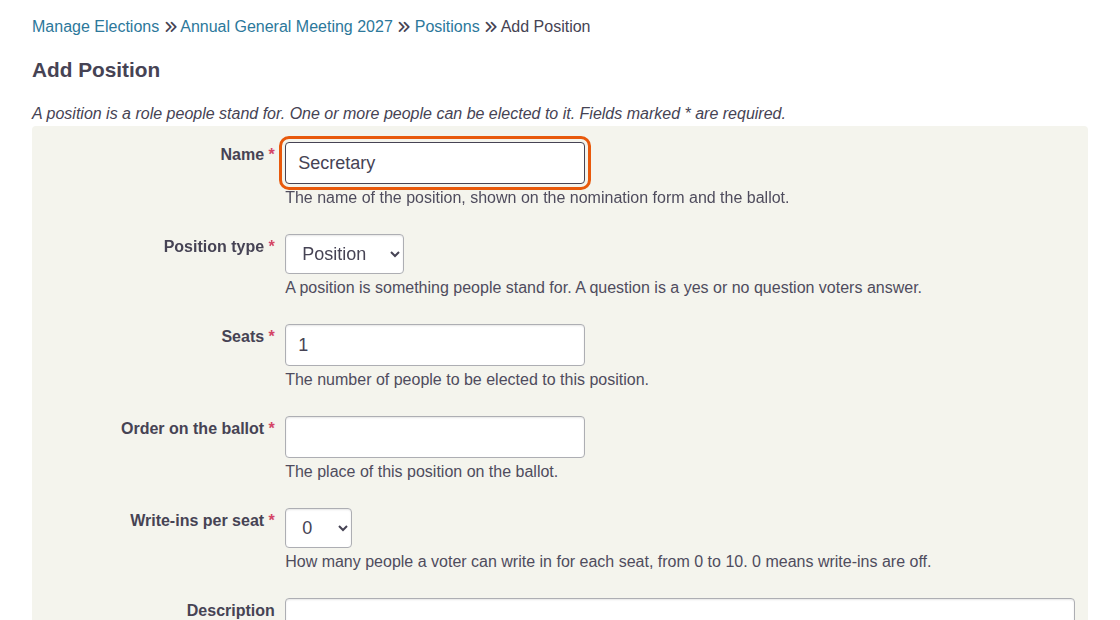 Manage Elections » Annual General Meeting 2027 » Positions » Add Position
Add Position
A position is a role people stand for. One or more people can be elected to it. Fields marked * are required.
Name * Secretary
The name of the position, shown on the nomination form and the ballot.
Position type * Position
A position is something people stand for. A question is a yes or no question voters answer.
Seats * 1
The number of people to be elected to this position.
Order on the ballot *
The place of this position on the ballot.
Write-ins per seat * 0
How many people a voter can write in for each seat, from 0 to 10. 0 means write-ins are off.
Description